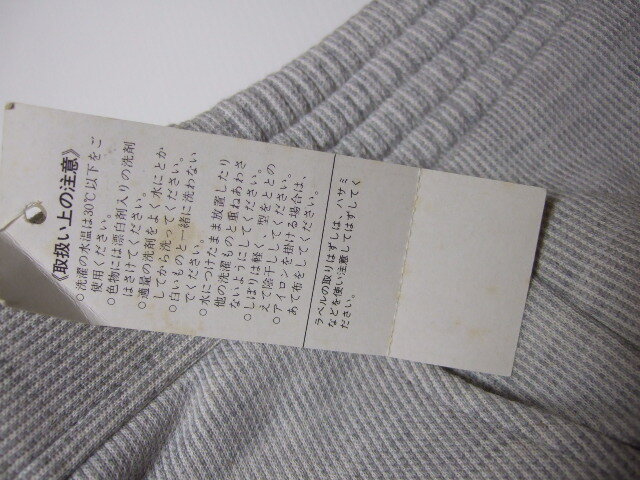 《取扱い上の注意》
○洗濯の水温は30℃以下をご
使用ください。
○色物には漂白剤入りの洗剤
はさけてください。
○適量の洗剤をよく水にとか
してから洗ってください。
○白いものと一緒に洗わない
でください。
○水につけたまま放置したり
他の洗濯ものと重ねあわさ
ないようにしてください。
○しぼりは軽く、型をととの
えて陰干ししてください。
○アイロンを掛ける場合は、
あて布をしてください。
ラベルの取りはずしは、ハサミ
などを使い注意してはずしてく
ださい。